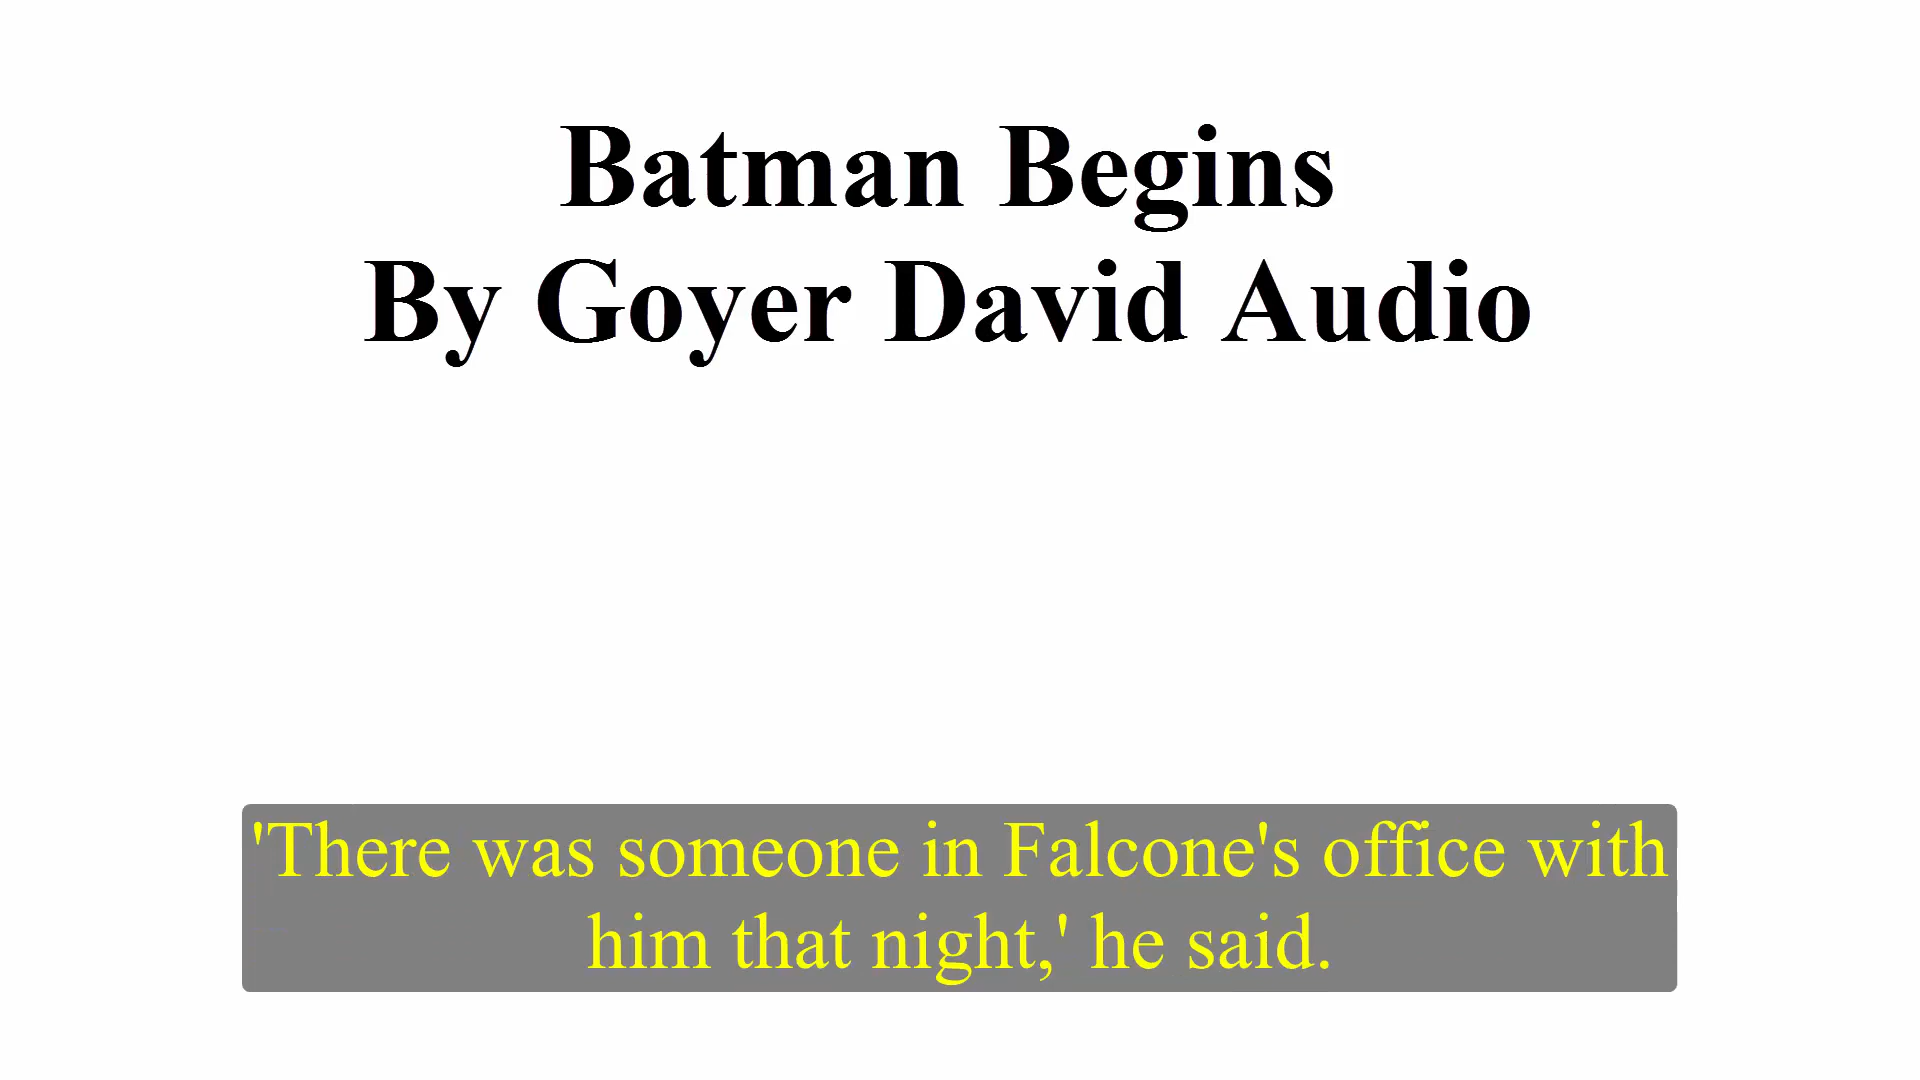 Batman Begins
By Goyer David Audio
'There was someone in Falcone's office with
him that night,' he said.